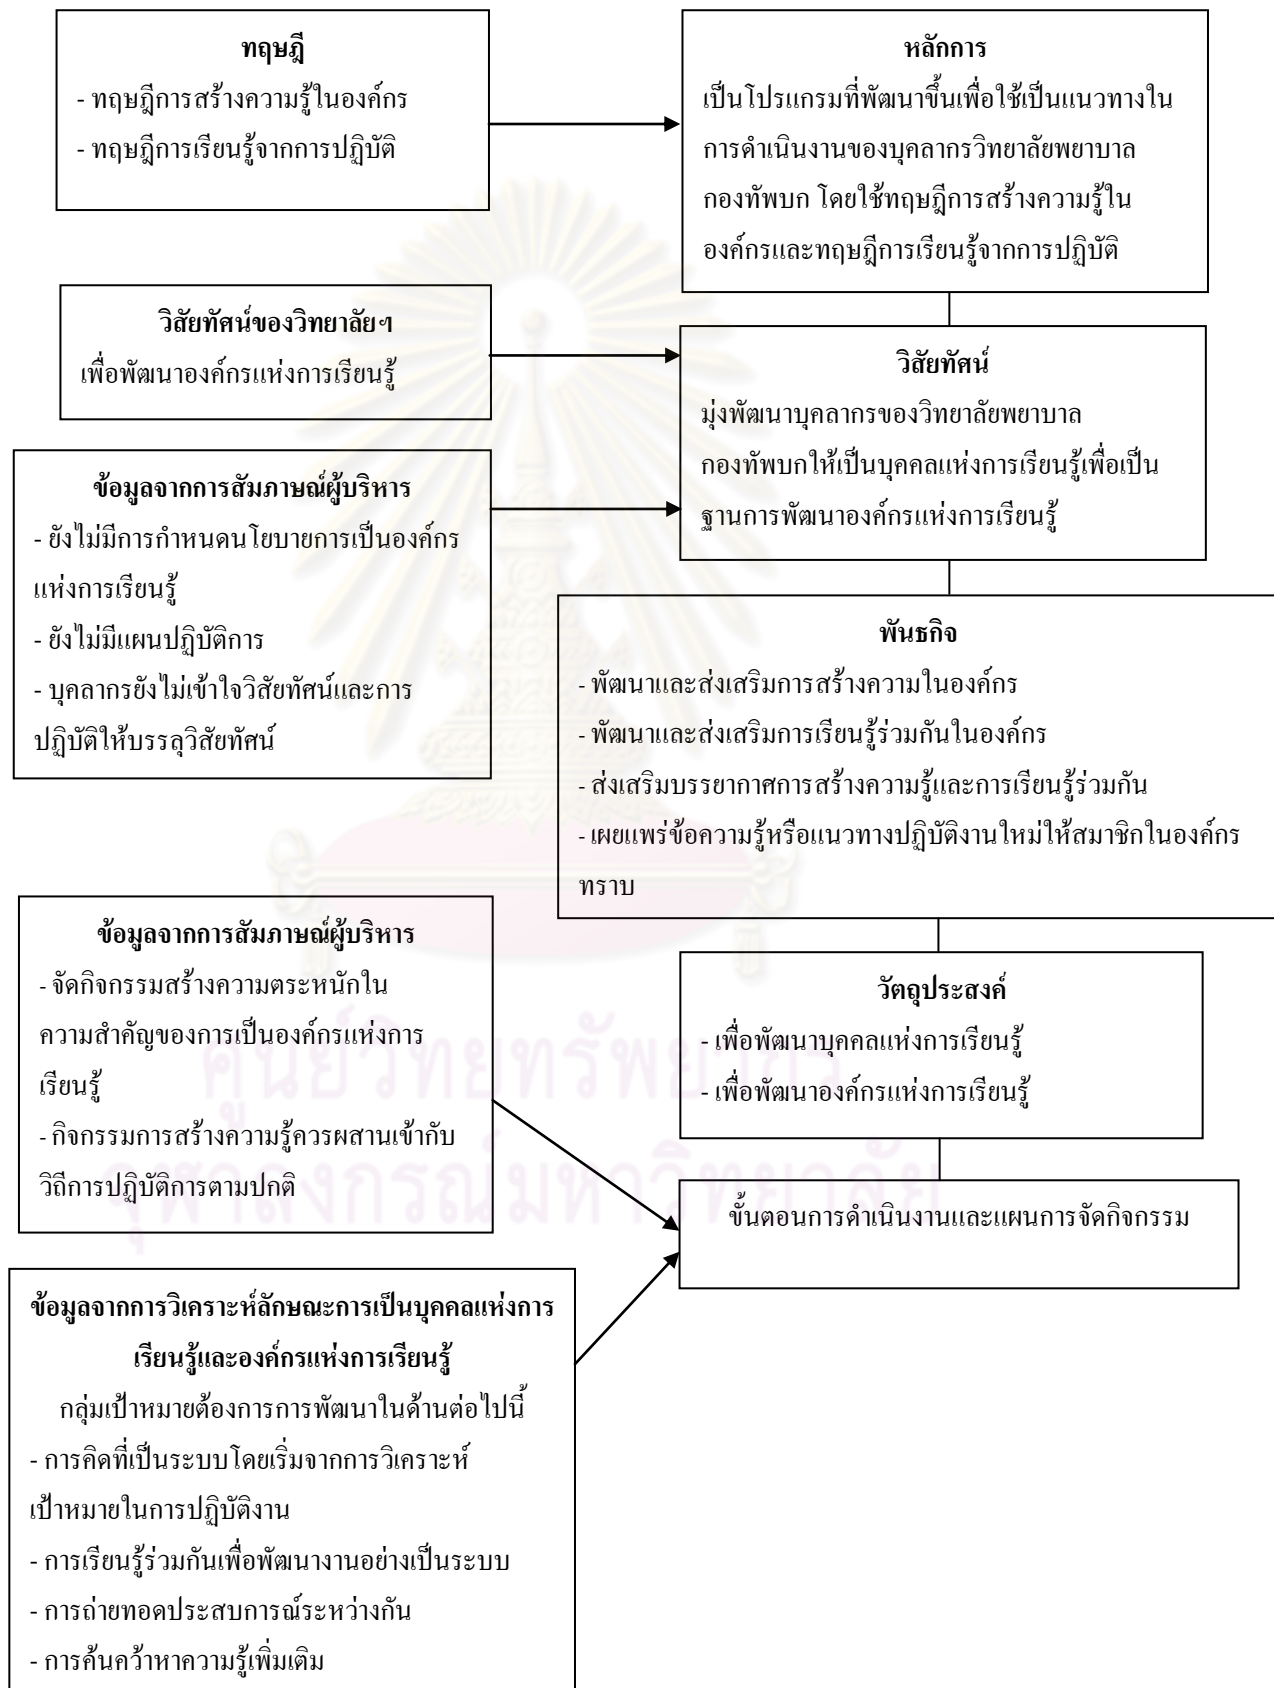 ทฤษฎี
- ทฤษฎีการสร้างความรู้ในองค์กร
- ทฤษฎีการเรียนรู้จากการปฏิบัติ
หลักการ
เป็นโปรแกรมที่พัฒนาขึ้นเพื่อใช้เป็นแนวทางใน
การดำเนินงานของบุคลากรวิทยาลัยพยาบาล
กองทัพบก โดยใช้ทฤษฎีการสร้างความรู้ใน
องค์กรและทฤษฎีการเรียนรู้จากการปฏิบัติ
วิสัยทัศน์ของวิทยาลัยฯ
เพื่อพัฒนาองค์กรแห่งการเรียนรู้
วิสัยทัศน์
มุ่งพัฒนาบุคลากรของวิทยาลัยพยาบาล
กองทัพบกให้เป็นบุคคลแห่งการเรียนรู้เพื่อเป็น
ฐานการพัฒนาองค์กรแห่งการเรียนรู้
ข้อมูลจากการสัมภาษณ์ผู้บริหาร
- ยังไม่มีการกำหนดนโยบายการเป็นองค์กร
แห่งการเรียนรู้
- ยังไม่มีแผนปฏิบัติการ
- บุคลากรยังไม่เข้าใจวิสัยทัศน์และการ
ปฏิบัติให้บรรลุวิสัยทัศน์
พันธกิจ
- พัฒนาและส่งเสริมการสร้างความในองค์กร
- พัฒนาและส่งเสริมการเรียนรู้ร่วมกันในองค์กร
- ส่งเสริมบรรยากาศการสร้างความรู้และการเรียนรู้ร่วมกัน
- เผยแพร่ข้อความรู้หรือแนวทางปฏิบัติงานใหม่ให้สมาชิกในองค์กร
ทราบ
ข้อมูลจากการสัมภาษณ์ผู้บริหาร
- จัดกิจกรรมสร้างความตระหนักใน
ความสำคัญของการเป็นองค์กรแห่งการ
เรียนรู้
- กิจกรรมการสร้างความรู้ควรผสานเข้ากับ
วิถีการปฏิบัติการตามปกติ
วัตถุประสงค์
- เพื่อพัฒนาบุคคลแห่งการเรียนรู้
- เพื่อพัฒนาองค์กรแห่งการเรียนรู้
ขั้นตอนการดำเนินงานและแผนการจัดกิจกรรม
ข้อมูลจากการวิเคราะห์ลักษณะการเป็นบุคคลแห่งการ
เรียนรู้และองค์กรแห่งการเรียนรู้
กลุ่มเป้าหมายต้องการการพัฒนาในด้านต่อไปนี้
- การคิดที่เป็นระบบโดยเริ่มจากการวิเคราะห์
เป้าหมายในการปฏิบัติงาน
- การเรียนรู้ร่วมกันเพื่อพัฒนางานอย่างเป็นระบบ
- การถ่ายทอดประสบการณ์ระหว่างกัน
- การค้นคว้าหาความรู้เพิ่มเติม
ศูนย์วิทยทรัพยากร
จุฬาลงกรณ์มหาวิทยาลัย